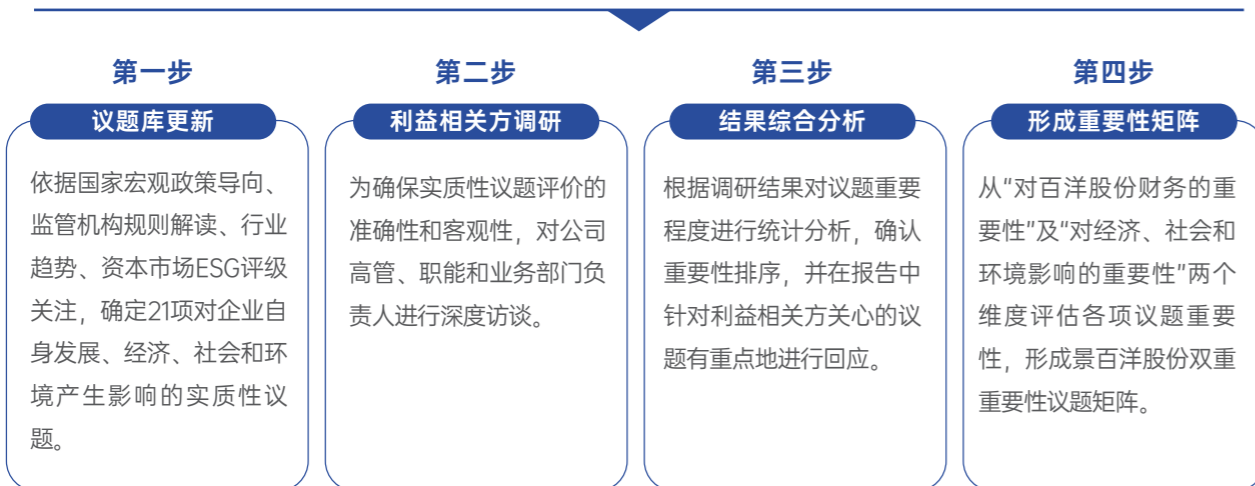 第一步
议题库更新
依据国家宏观政策导向、
监管机构规则解读、行业
趋势、资本市场ESG评级
关注，确定21项对企业自
身发展、经济、社会和环
境产生影响的实质性议
题。
第二步
利益相关方调研
为确保实质性议题评价的
准确性和客观性，对公司
高管、职能和业务部门负
责人进行深度访谈。
第三步
结果综合分析
根据调研结果对议题重要
程度进行统计分析，确认
重要性排序，并在报告中
针对利益相关方关心的议
题有重点地进行回应。
第四步
形成重要性矩阵
从“对百洋股份财务的重
要性”及“对经济、社会和
环境影响的重要性”两个
维度评估各项议题重要
性，形成景百洋股份双重
重要性议题矩阵。